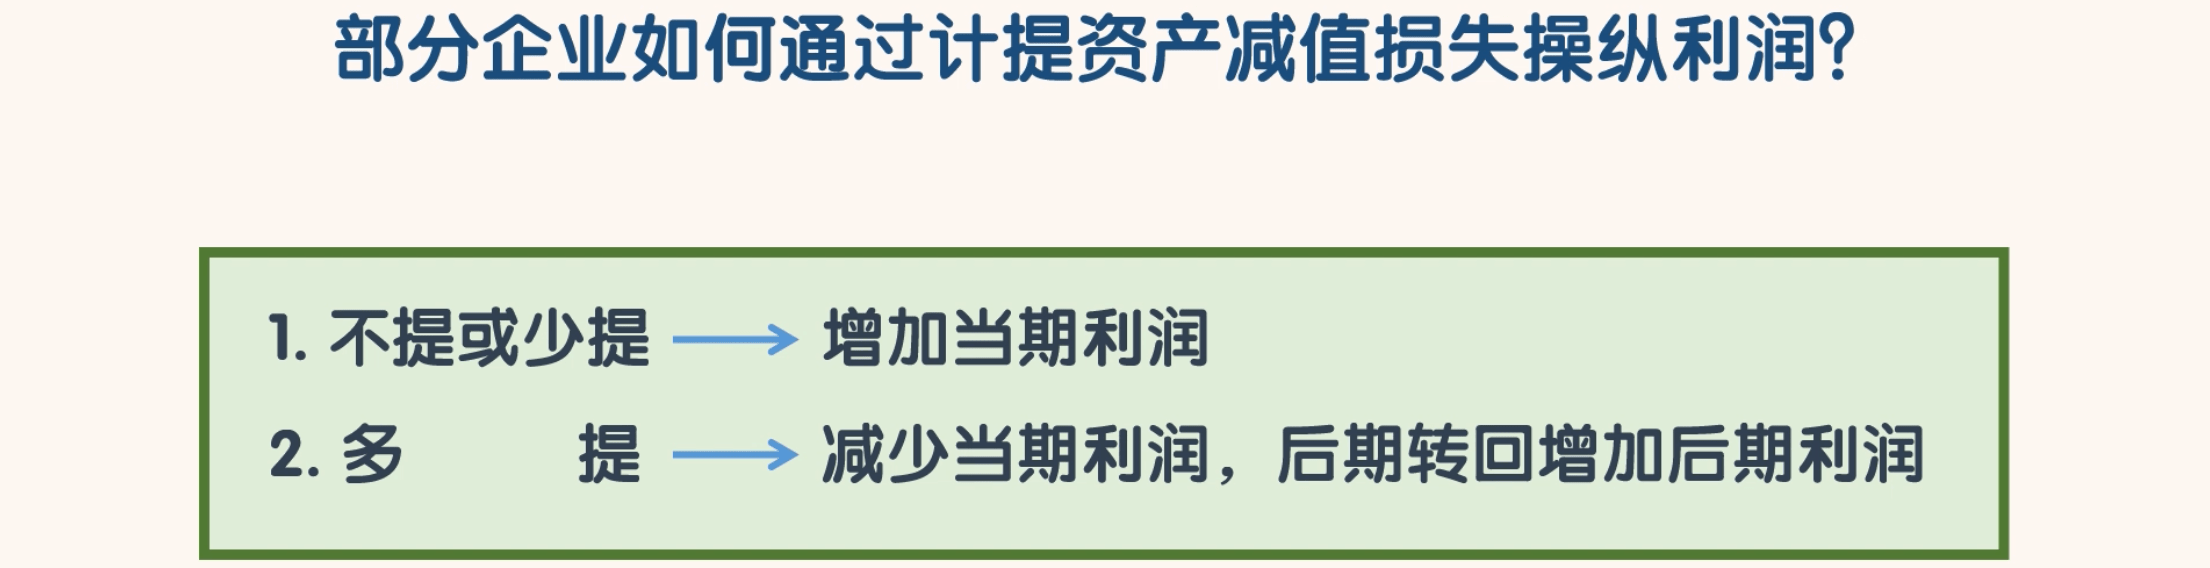 部分企业如何通过计提资产减值损失操纵利润?
1. 不提或少提 → 增加当期利润
2. 多 提 → 减少当期利润，后期转回增加后期利润